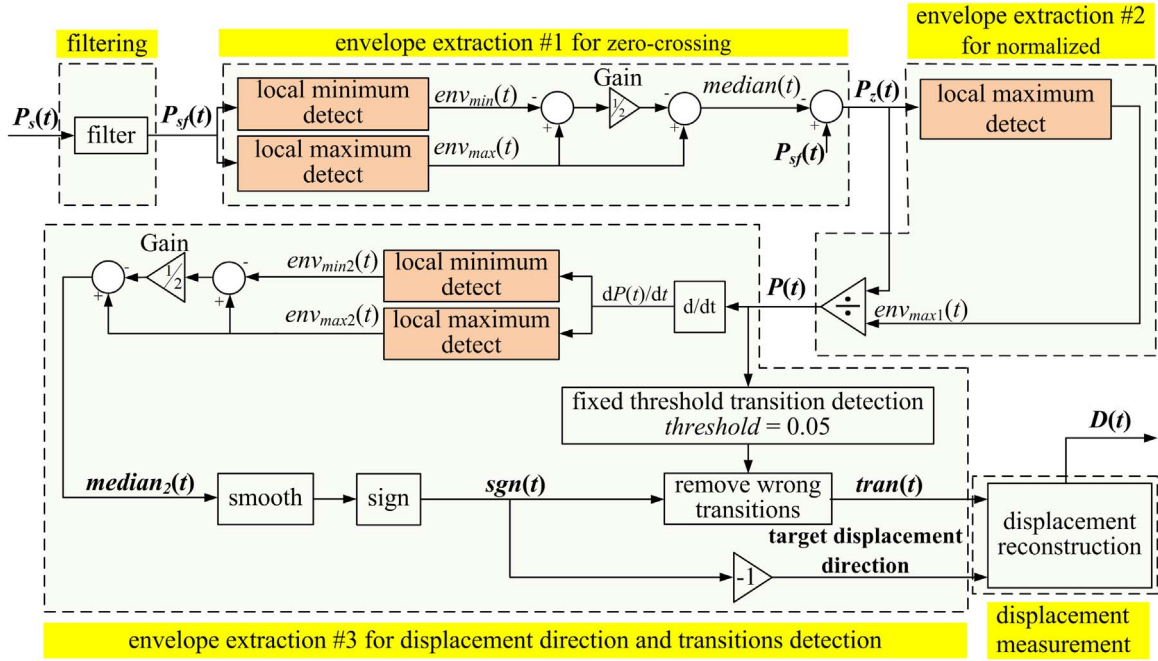 filtering
envelope extraction #1 for zero-crossing
envelope extraction #2
for normalized
Pₛ(t)
filter
P_sf(t)
local minimum
detect
env_min(t)
local maximum
detect
env_max(t)
-
+
Gain
1/2
-
+
median(t)
-
+
P_sf(t)
P_z(t)
local maximum
detect
env_max1(t)
÷
P(t)
d/dt
dP(t)/dt
local minimum
detect
env_min2(t)
local maximum
detect
env_max2(t)
-
+
Gain
1/2
-
+
fixed threshold transition detection
threshold = 0.05
median₂(t)
smooth
sign
sgn(t)
remove wrong
transitions
tran(t)
target displacement
direction
-1
D(t)
displacement
reconstruction
envelope extraction #3 for displacement direction and transitions detection
displacement
measurement